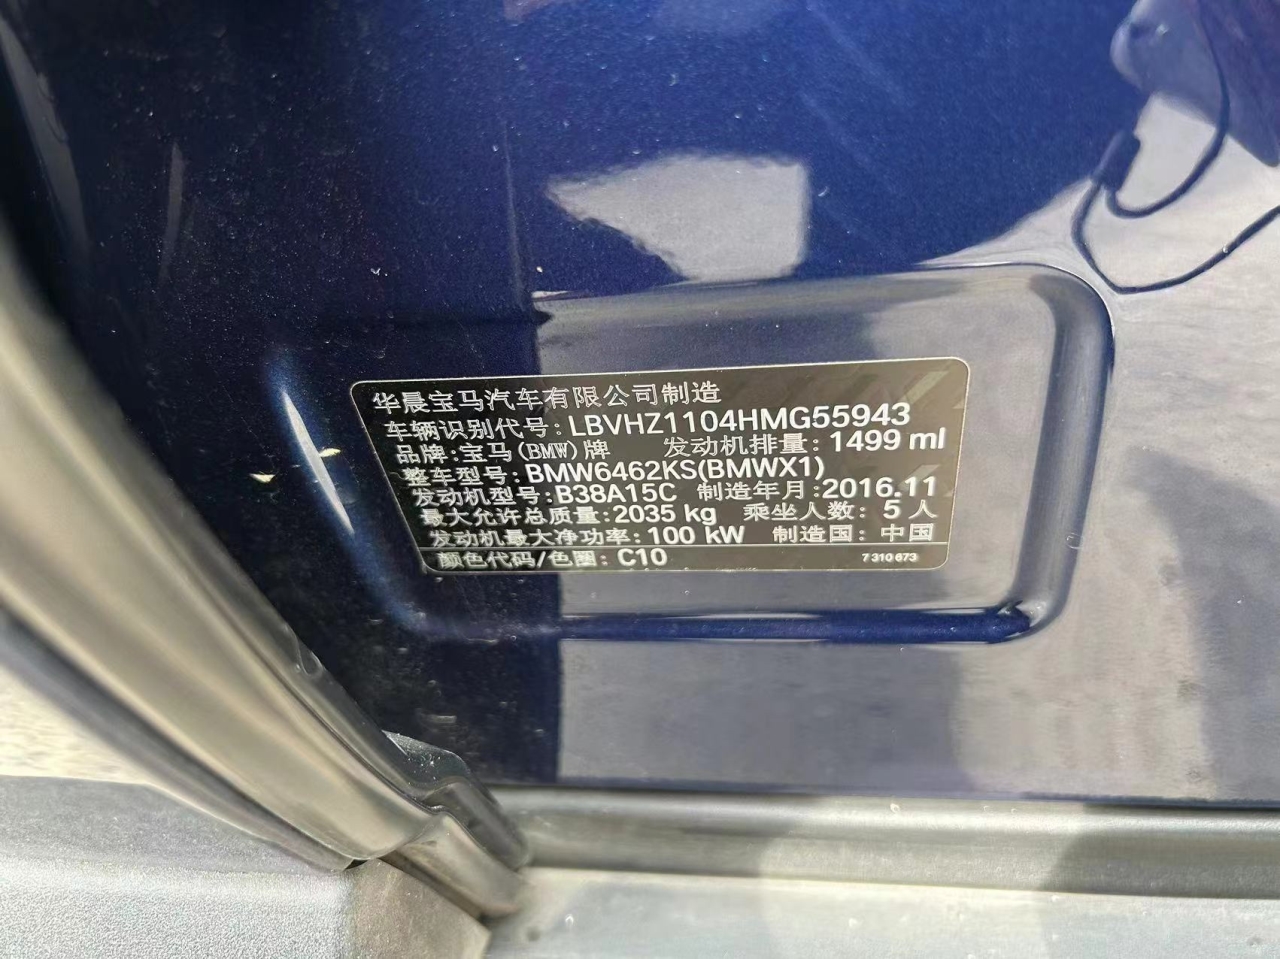 华晨宝马汽车有限公司制造
车辆识别代号: LBVHZ1104HMG55943
品牌:宝马(BMW)牌 发动机排量: 1499 ml
整车型号: BMW6462KS(BMWX1)
发动机型号: B38A15C 制造年月:2016.11
最大允许总质量: 2035 kg 乘坐人数: 5 人
发动机最大净功率: 100 kW 制造国: 中国
颜色代码/色圈: C10 7 310 673